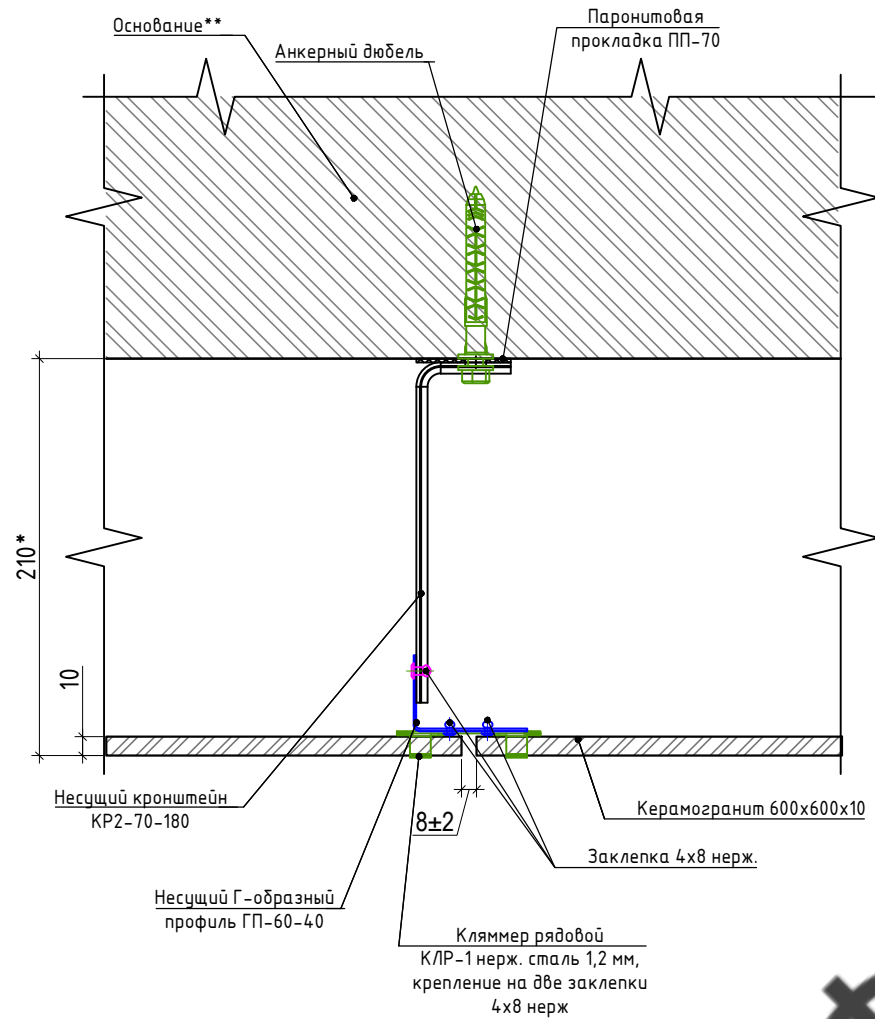 Основание**
Паронитовая
прокладка ПП-70
Анкерный дюбель
210*
10
8±2
Несущий кронштейн
КР2-70-180
Керамогранит 600х600х10
Заклепка 4х8 нерж.
Несущий Г-образный
профиль ГП-60-40
Кляммер рядовой
КЛР-1 нерж. сталь 1,2 мм,
крепление на две заклепки
4х8 нерж